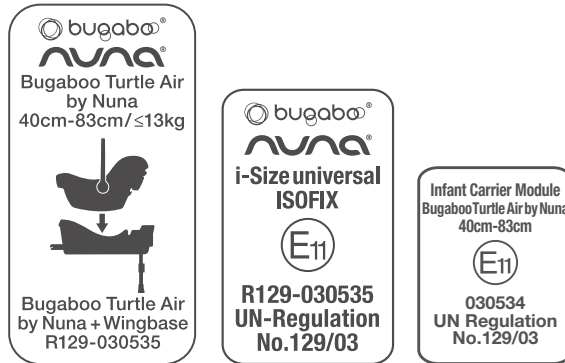 bugaboo®
nuna®
Bugaboo Turtle Air
by Nuna
40cm-83cm/≤13kg
Bugaboo Turtle Air
by Nuna + Wingbase
R129-030535
bugaboo®
nuna®
i-Size universal
ISOFIX
E11
R129-030535
UN-Regulation
No.129/03
Infant Carrier Module
Bugaboo Turtle Air by Nuna
40cm-83cm
E11
030534
UN Regulation
No.129/03